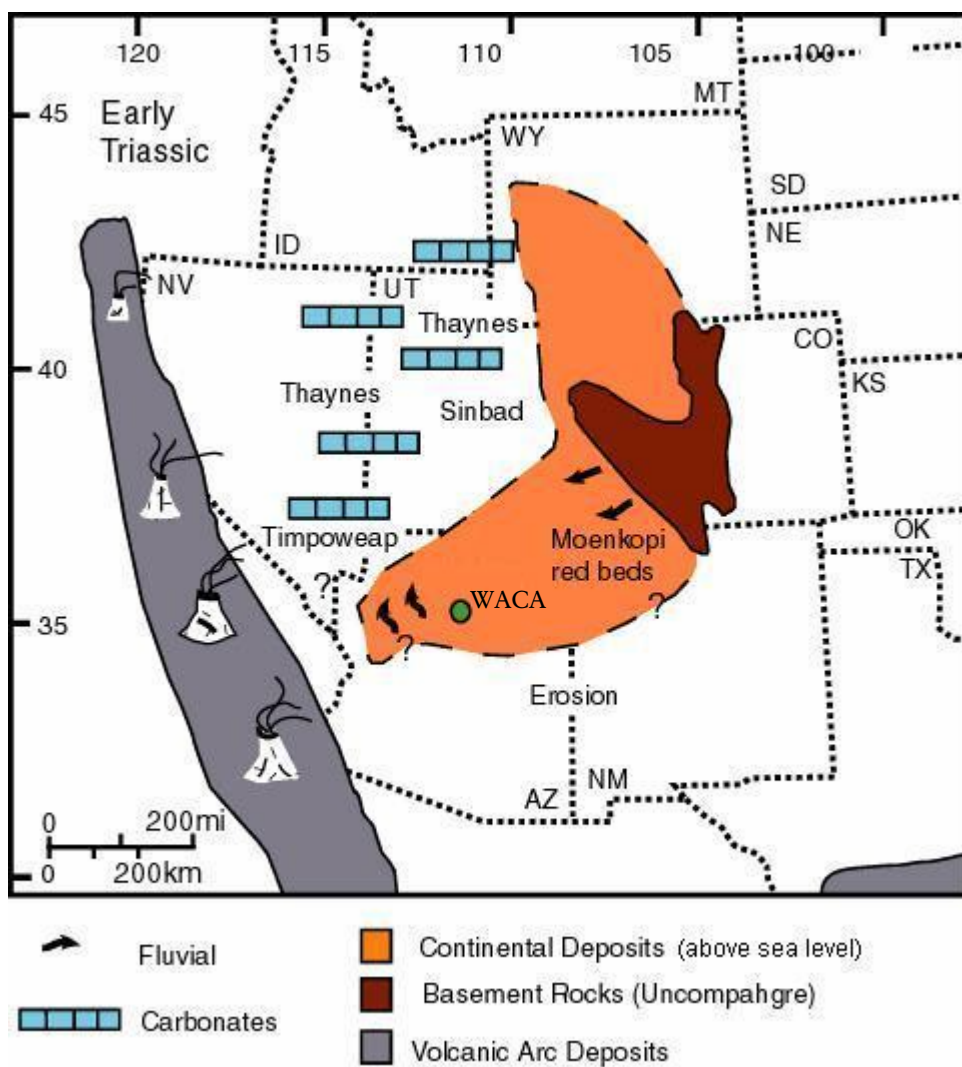 120 115 110 105 100
45
Early
Triassic
MT
WY
SD
NE
ID
NV
UT
Thaynes
CO
40
KS
Thaynes
Sinbad
Timpoweap
Moenkopi
red beds
OK
TX
?
WACA
?
35
?
Erosion
AZ
NM
0 200mi
0 200km
Fluvial
Carbonates
Continental Deposits (above sea level)
Basement Rocks (Uncompahgre)
Volcanic Arc Deposits